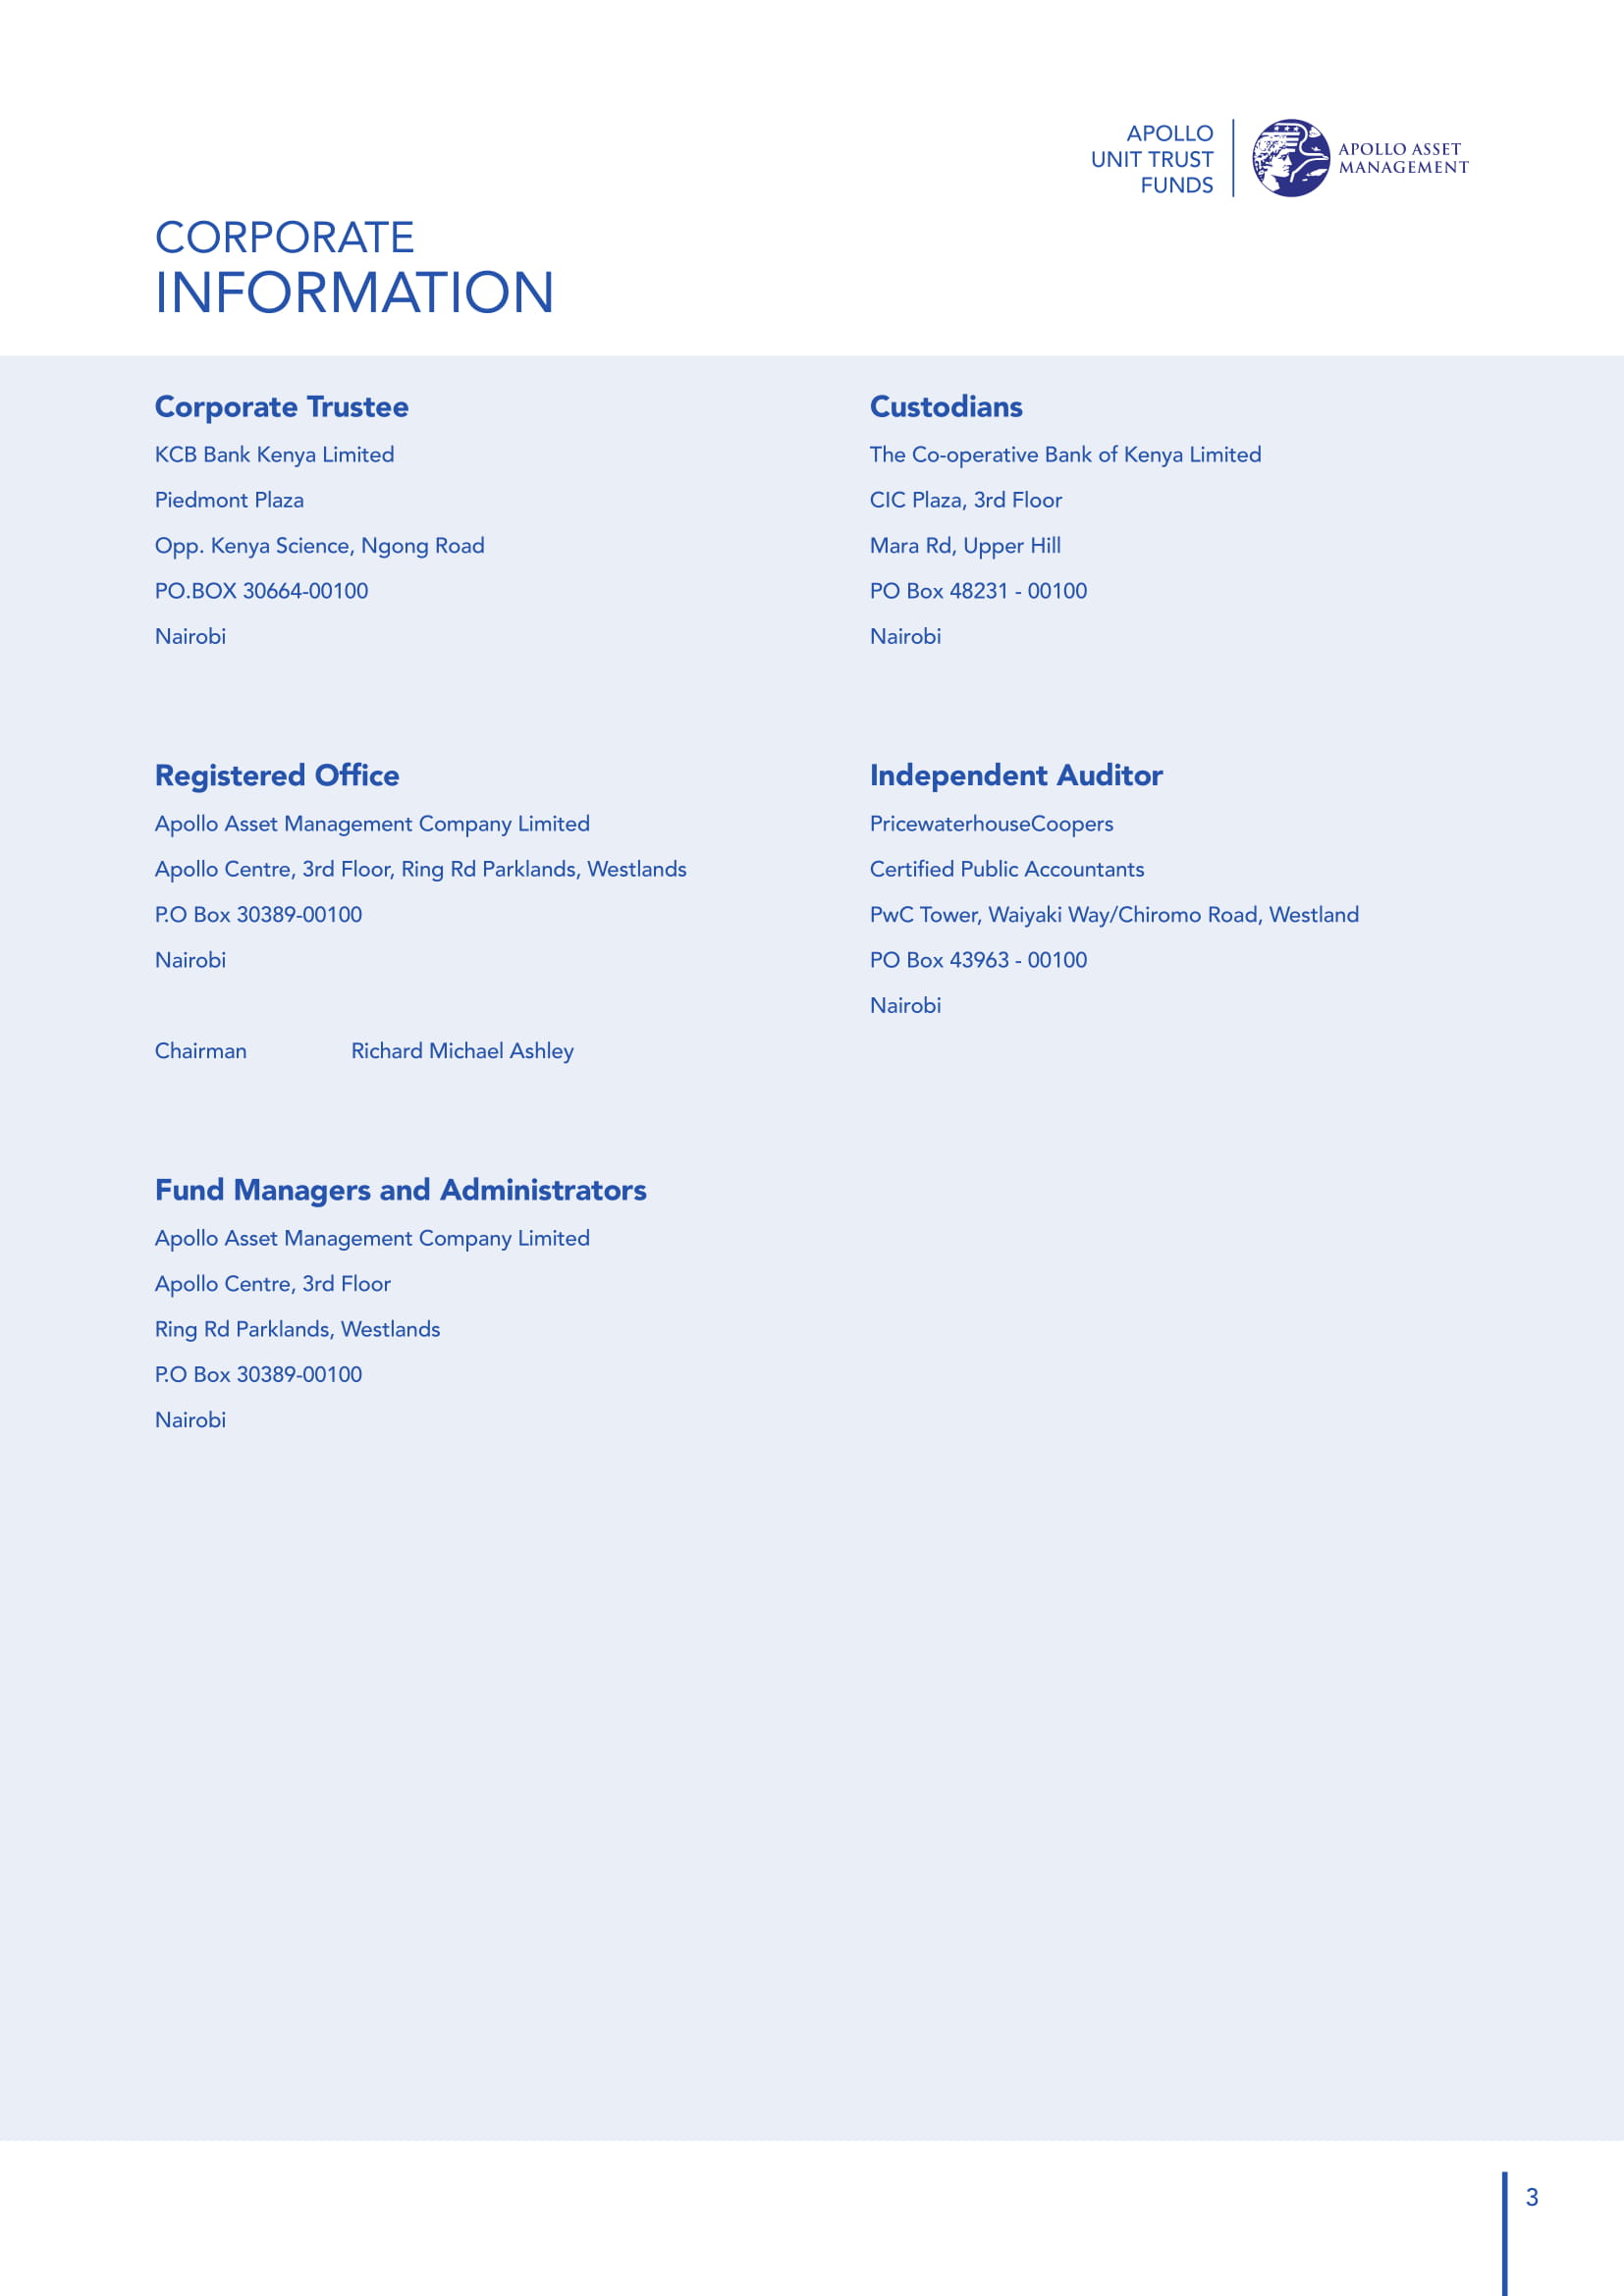 APOLLO
UNIT TRUST
FUNDS
APOLLO ASSET
MANAGEMENT
CORPORATE
INFORMATION
Corporate Trustee
KCB Bank Kenya Limited
Piedmont Plaza
Opp. Kenya Science, Ngong Road
PO.BOX 30664-00100
Nairobi
Custodians
The Co-operative Bank of Kenya Limited
CIC Plaza, 3rd Floor
Mara Rd, Upper Hill
PO Box 48231 - 00100
Nairobi
Registered Office
Apollo Asset Management Company Limited
Apollo Centre, 3rd Floor, Ring Rd Parklands, Westlands
P.O Box 30389-00100
Nairobi
Chairman Richard Michael Ashley
Independent Auditor
PricewaterhouseCoopers
Certified Public Accountants
PwC Tower, Waiyaki Way/Chiromo Road, Westland
PO Box 43963 - 00100
Nairobi
Fund Managers and Administrators
Apollo Asset Management Company Limited
Apollo Centre, 3rd Floor
Ring Rd Parklands, Westlands
P.O Box 30389-00100
Nairobi
3